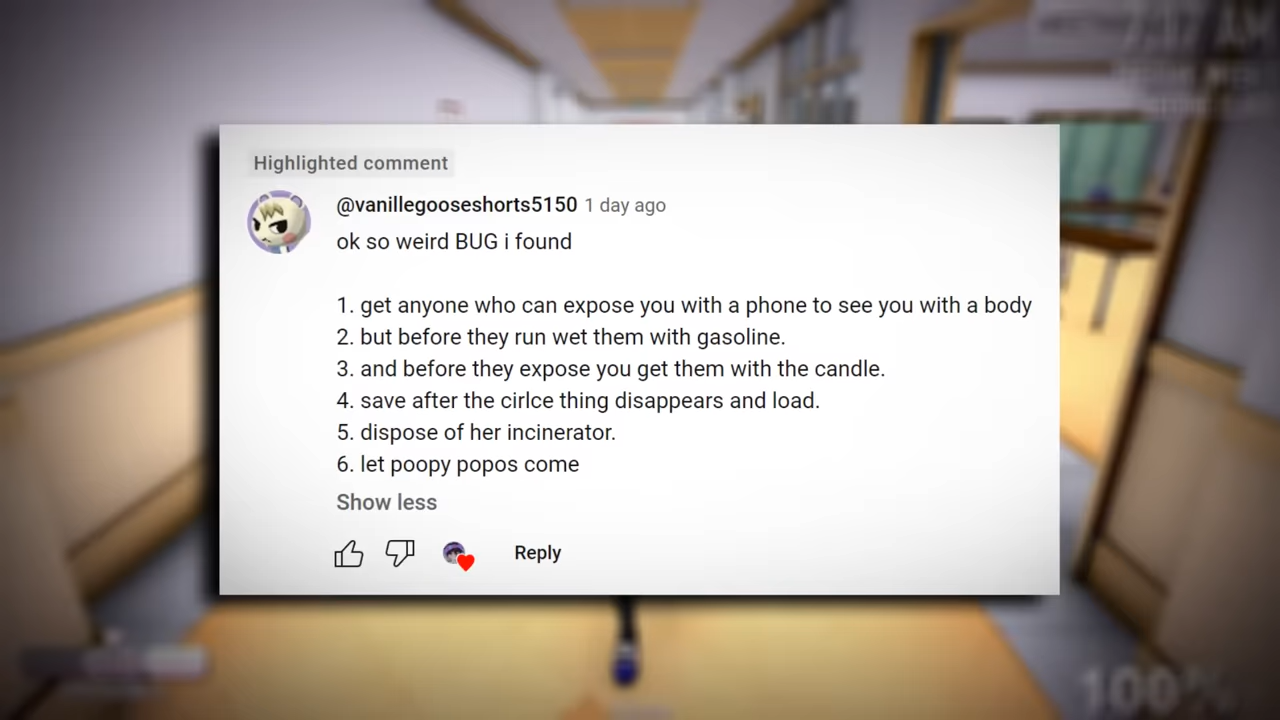 Highlighted comment
@vanillegooseshorts5150 1 day ago
ok so weird BUG i found
1. get anyone who can expose you with a phone to see you with a body
2. but before they run wet them with gasoline.
3. and before they expose you get them with the candle.
4. save after the cirlce thing disappears and load.
5. dispose of her incinerator.
6. let poopy popos come
Show less
Reply
100%